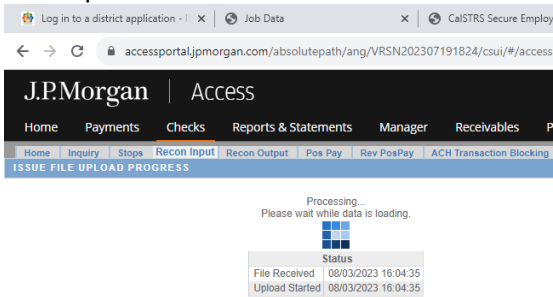 Log in to a district application - I
Job Data
CalSTRS Secure Employ
accessportal.jpmorgan.com/absolutepath/ang/VRSN202307191824/csui/#/access
J.P.Morgan | Access
Home Payments Checks Reports & Statements Manager Receivables P
Home Inquiry Stops Recon Input Recon Output Pos Pay Rev PosPay ACH Transaction Blocking
ISSUE FILE UPLOAD PROGRESS
Processing...
Please wait while data is loading.
Status
File Received 08/03/2023 16:04:35
Upload Started 08/03/2023 16:04:35